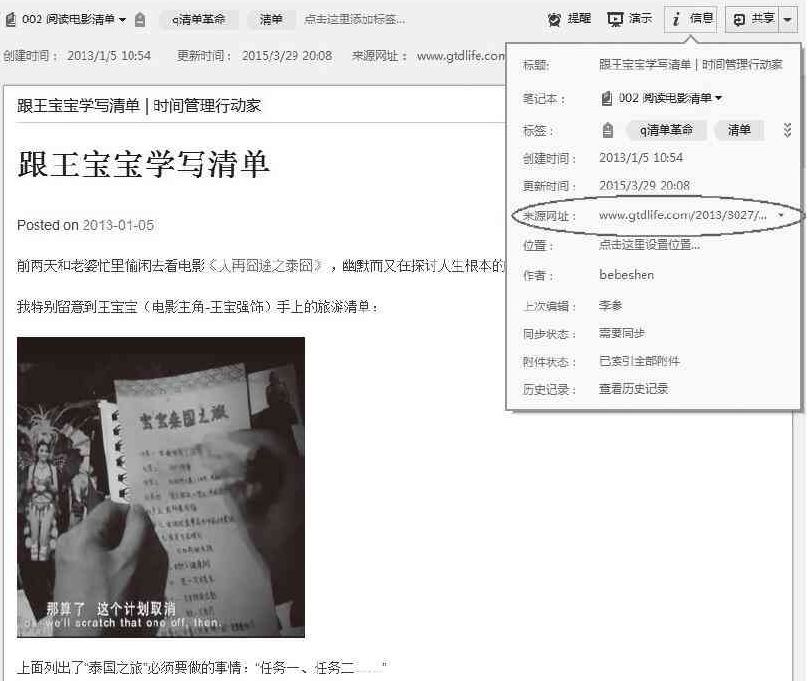 002 阅读电影清单 q清单革命 清单 点击这里添加标签... 提醒 演示 信息 共享
创建时间： 2013/1/5 10:54 更新时间： 2015/3/29 20:08 来源网址： www.gtdlife.con
标题: 跟王宝宝学写清单 | 时间管理行动家
笔记本： 002 阅读电影清单
标签： q清单革命 清单
创建时间： 2013/1/5 10:54
更新时间： 2015/3/29 20:08
来源网址： www.gtdlife.com/2013/3027/...
位置： 点击这里设置位置...
作者： bebeshen
上次编辑： 李参
同步状态： 需要同步
附件状态： 已索引全部附件
历史记录： 查看历史记录
跟王宝宝学写清单 | 时间管理行动家
跟王宝宝学写清单
Posted on 2013-01-05
前两天和老婆忙里偷闲去看电影《人再囧途之泰囧》，幽默而又在探讨人生根本的
我特别留意到王宝宝（电影主角-王宝强饰）手上的旅游清单：
宝宝泰国之旅
那算了 这个计划取消
ok we'll scratch that one off, then.
上面列出了“泰国之旅”必须要做的事情：“任务一、任务二……”